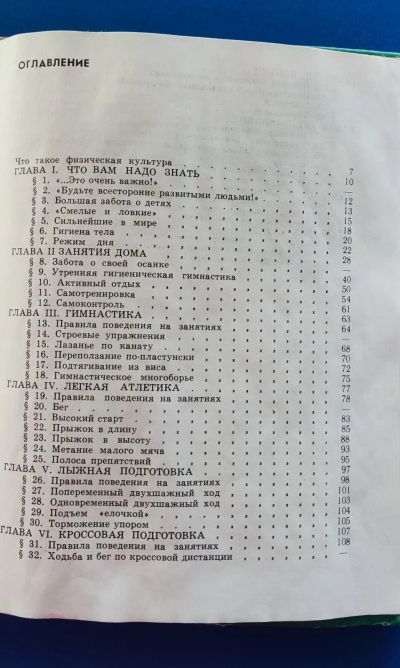 ОГЛАВЛЕНИЕ
Что такое физическая культура 7
ГЛАВА I. ЧТО ВАМ НАДО ЗНАТЬ 10
§ 1. «...Это очень важно!» —
§ 2. «Будьте всесторонне развитыми людьми!» 12
§ 3. Большая забота о детях 13
§ 4. «Смелые и ловкие» 15
§ 5. Сильнейшие в мире 18
§ 6. Гигиена тела 20
§ 7. Режим дня 22
ГЛАВА II ЗАНЯТИЯ ДОМА 28
§ 8. Забота о своей осанке —
§ 9. Утренняя гигиеническая гимнастика 40
§ 10. Активный отдых 50
§ 11. Самотренировка 54
§ 12. Самоконтроль 61
ГЛАВА III. ГИМНАСТИКА 63
§ 13. Правила поведения на занятиях 64
§ 14. Строевые упражнения —
§ 15. Лазанье по канату 68
§ 16. Переползание по-пластунски 70
§ 17. Подтягивание из виса 72
§ 18. Гимнастическое многоборье 75
ГЛАВА IV. ЛЕГКАЯ АТЛЕТИКА 77
§ 19. Правила поведения на занятиях 78
§ 20. Бег —
§ 21. Высокий старт 83
§ 22. Прыжок в длину 85
§ 23. Прыжок в высоту 88
§ 24. Метание малого мяча 93
§ 25. Полоса препятствий 95
ГЛАВА V. ЛЫЖНАЯ ПОДГОТОВКА 97
§ 26. Правила поведения на занятиях 98
§ 27. Попеременный двухшажный ход 101
§ 28. Одновременный двухшажный ход 103
§ 29. Подъем «елочкой» 104
§ 30. Торможение упором 105
ГЛАВА VI. КРОССОВАЯ ПОДГОТОВКА 107
§ 31. Правила поведения на занятиях 108
§ 32. Ходьба и бег по кроссовой дистанции —